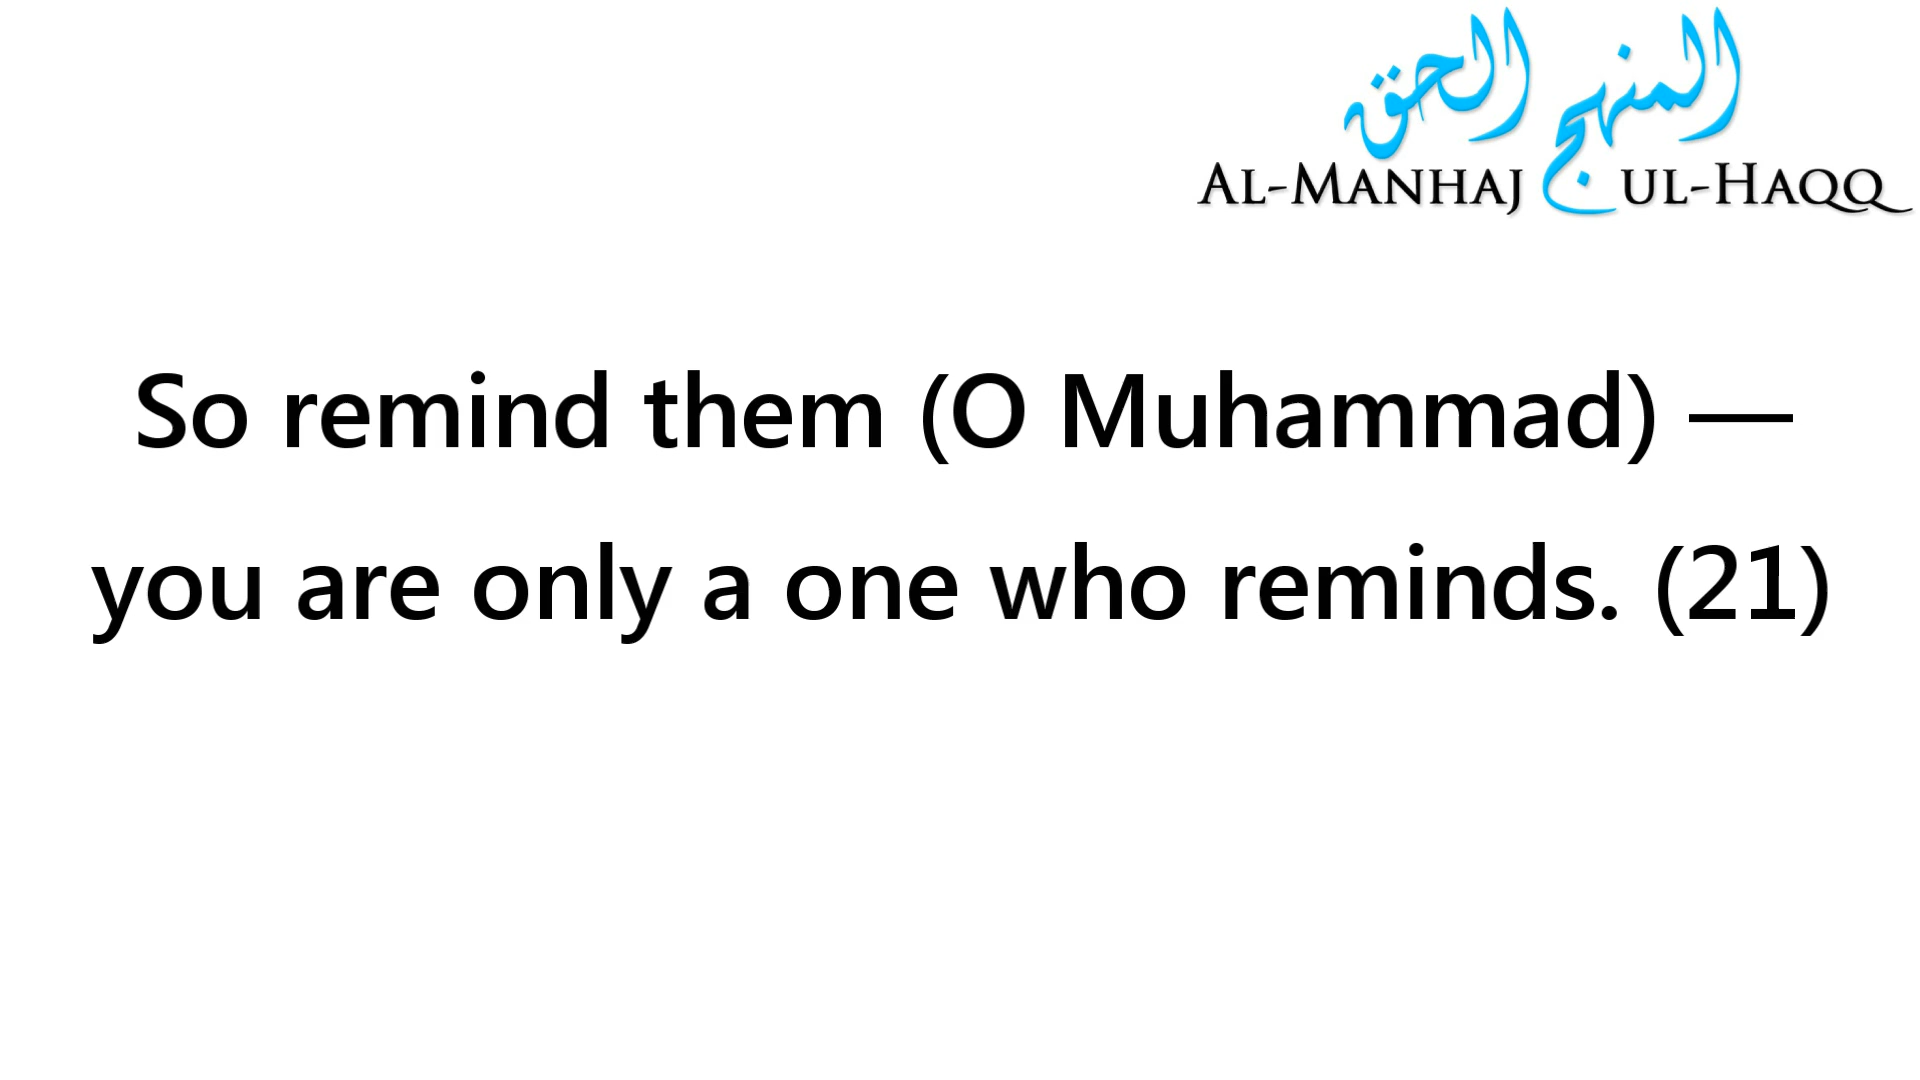 المنهج الحق
AL-MANHAJ UL-HAQQ
So remind them (O Muhammad) —
you are only a one who reminds. (21)